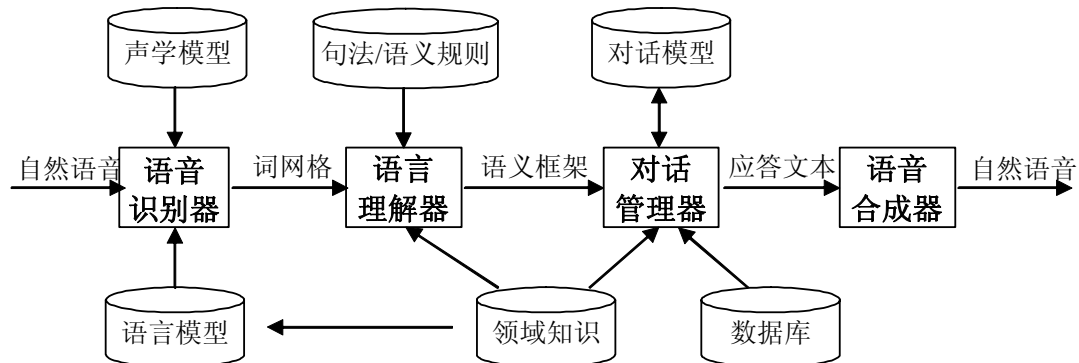 声学模型
句法/语义规则
对话模型
自然语音
语音
识别器
词网格
语言
理解器
语义框架
对话
管理器
应答文本
语音
合成器
自然语音
语言模型
领域知识
数据库